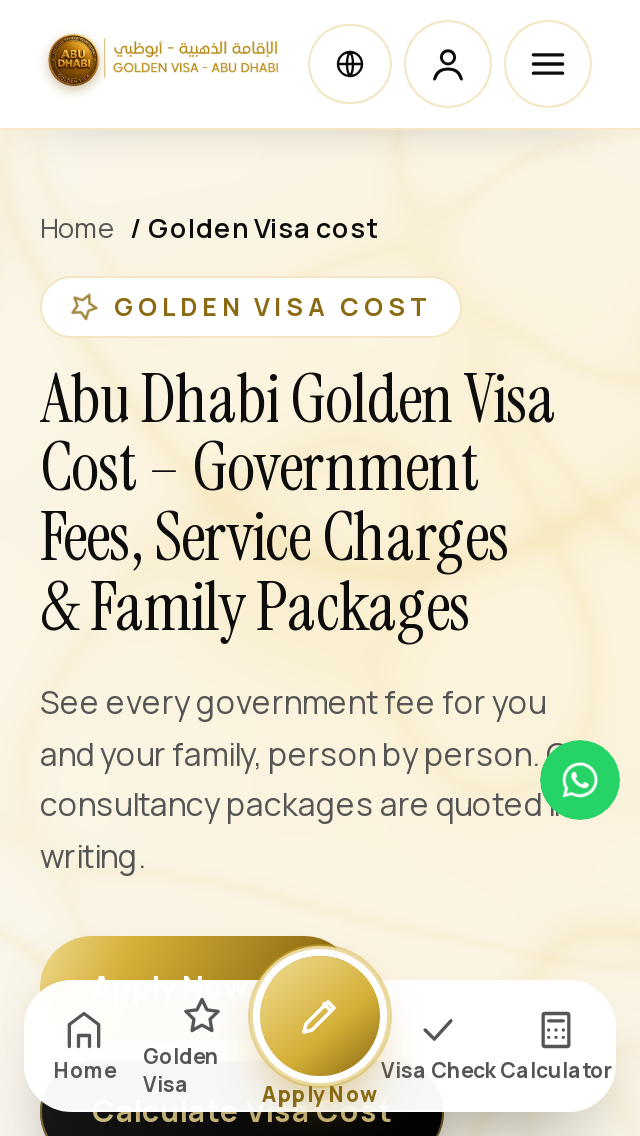 ABU
DHABI
الإقامة الذهبية - أبوظبي
GOLDEN VISA - ABU DHABI
Home / Golden Visa cost
GOLDEN VISA COST
Abu Dhabi Golden Visa
Cost – Government
Fees, Service Charges
& Family Packages
See every government fee for you
and your family, person by person.
consultancy packages are quoted
writing.
Apply Now
Home
Golden
Visa
Apply Now
Visa Check
Calculator
Calculate Visa Cost